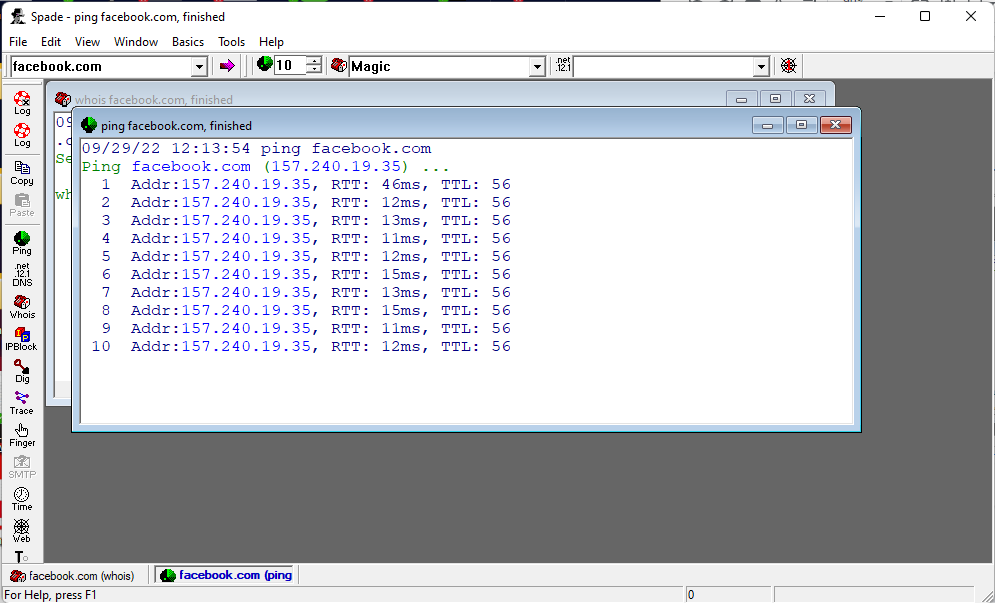 Spade - ping facebook.com, finished
File Edit View Window Basics Tools Help
facebook.com 10 Magic .net .12.1
Log
Log
Copy
Paste
Ping
.net
.12.1
DNS
Whois
IPBlock
Dig
Trace
Finger
SMTP
Time
Web
whois facebook.com, finished
09
.c
Se
wh
ping facebook.com, finished
09/29/22 12:13:54 ping facebook.com
Ping facebook.com (157.240.19.35) ...
1 Addr:157.240.19.35, RTT: 46ms, TTL: 56
2 Addr:157.240.19.35, RTT: 12ms, TTL: 56
3 Addr:157.240.19.35, RTT: 13ms, TTL: 56
4 Addr:157.240.19.35, RTT: 11ms, TTL: 56
5 Addr:157.240.19.35, RTT: 12ms, TTL: 56
6 Addr:157.240.19.35, RTT: 15ms, TTL: 56
7 Addr:157.240.19.35, RTT: 13ms, TTL: 56
8 Addr:157.240.19.35, RTT: 15ms, TTL: 56
9 Addr:157.240.19.35, RTT: 11ms, TTL: 56
10 Addr:157.240.19.35, RTT: 12ms, TTL: 56
facebook.com (whois) facebook.com (ping
For Help, press F1 0